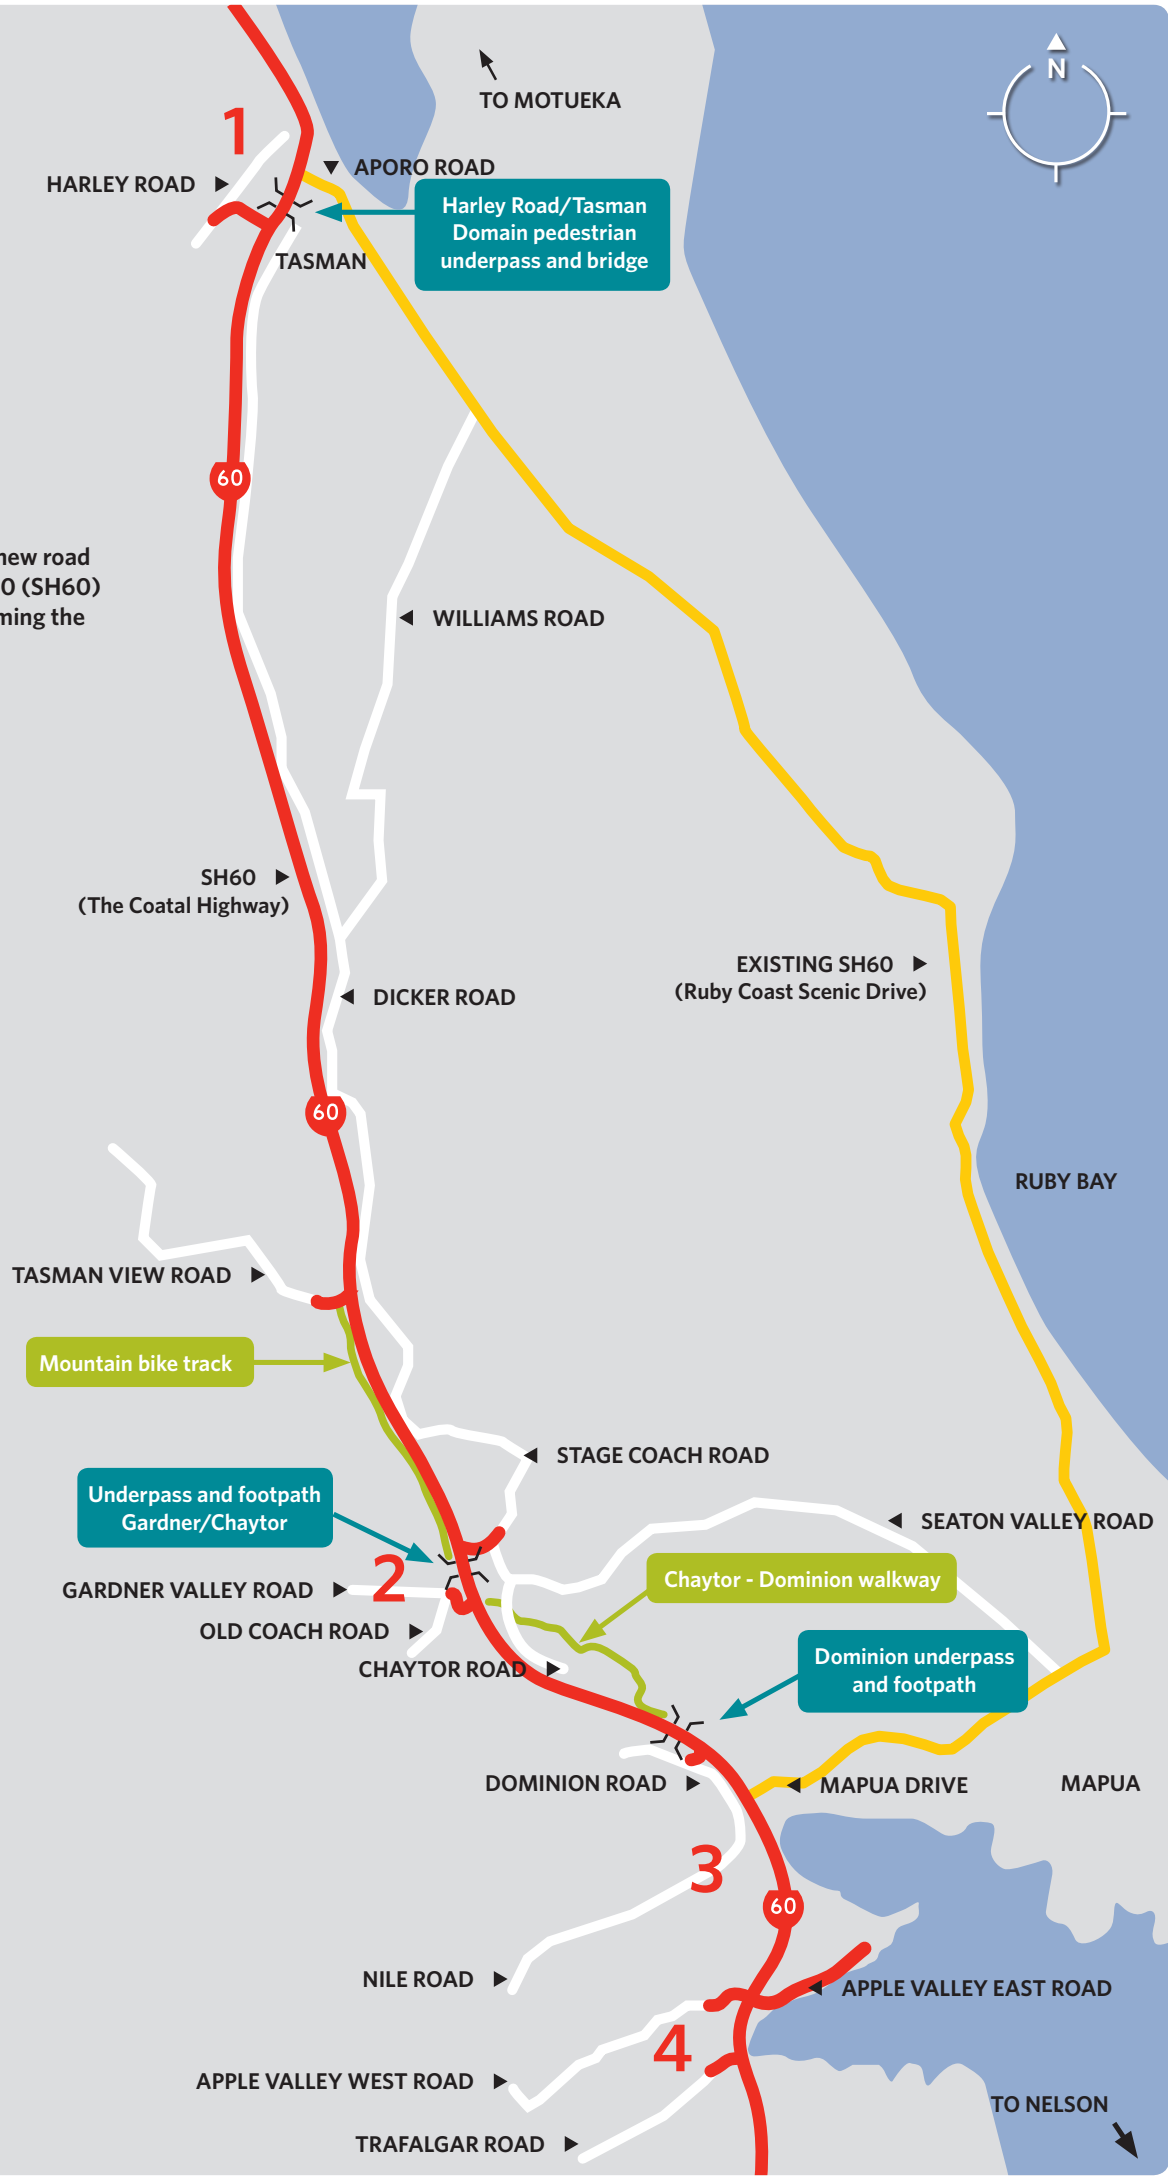 N
TO MOTUEKA
1
APORO ROAD
HARLEY ROAD
Harley Road/Tasman
Domain pedestrian
underpass and bridge
TASMAN
60
new road
0 (SH60)
ming the
WILLIAMS ROAD
SH60
(The Coatal Highway)
EXISTING SH60
(Ruby Coast Scenic Drive)
DICKER ROAD
60
RUBY BAY
TASMAN VIEW ROAD
Mountain bike track
STAGE COACH ROAD
Underpass and footpath
Gardner/Chaytor
SEATON VALLEY ROAD
2
GARDNER VALLEY ROAD
Chaytor - Dominion walkway
OLD COACH ROAD
CHAYTOR ROAD
Dominion underpass
and footpath
DOMINION ROAD
MAPUA DRIVE
MAPUA
3
60
NILE ROAD
APPLE VALLEY EAST ROAD
4
APPLE VALLEY WEST ROAD
TO NELSON
TRAFALGAR ROAD